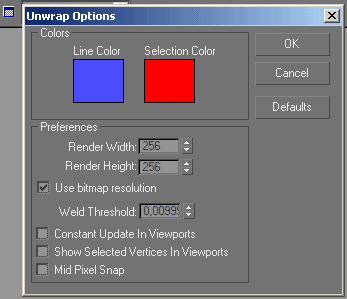 Unwrap Options
Colors
Line Color
Selection Color
OK
Cancel
Defaults
Preferences
Render Width: 256
Render Height: 256
Use bitmap resolution
Weld Threshold: 0,00999
Constant Update In Viewports
Show Selected Vertices In Viewports
Mid Pixel Snap